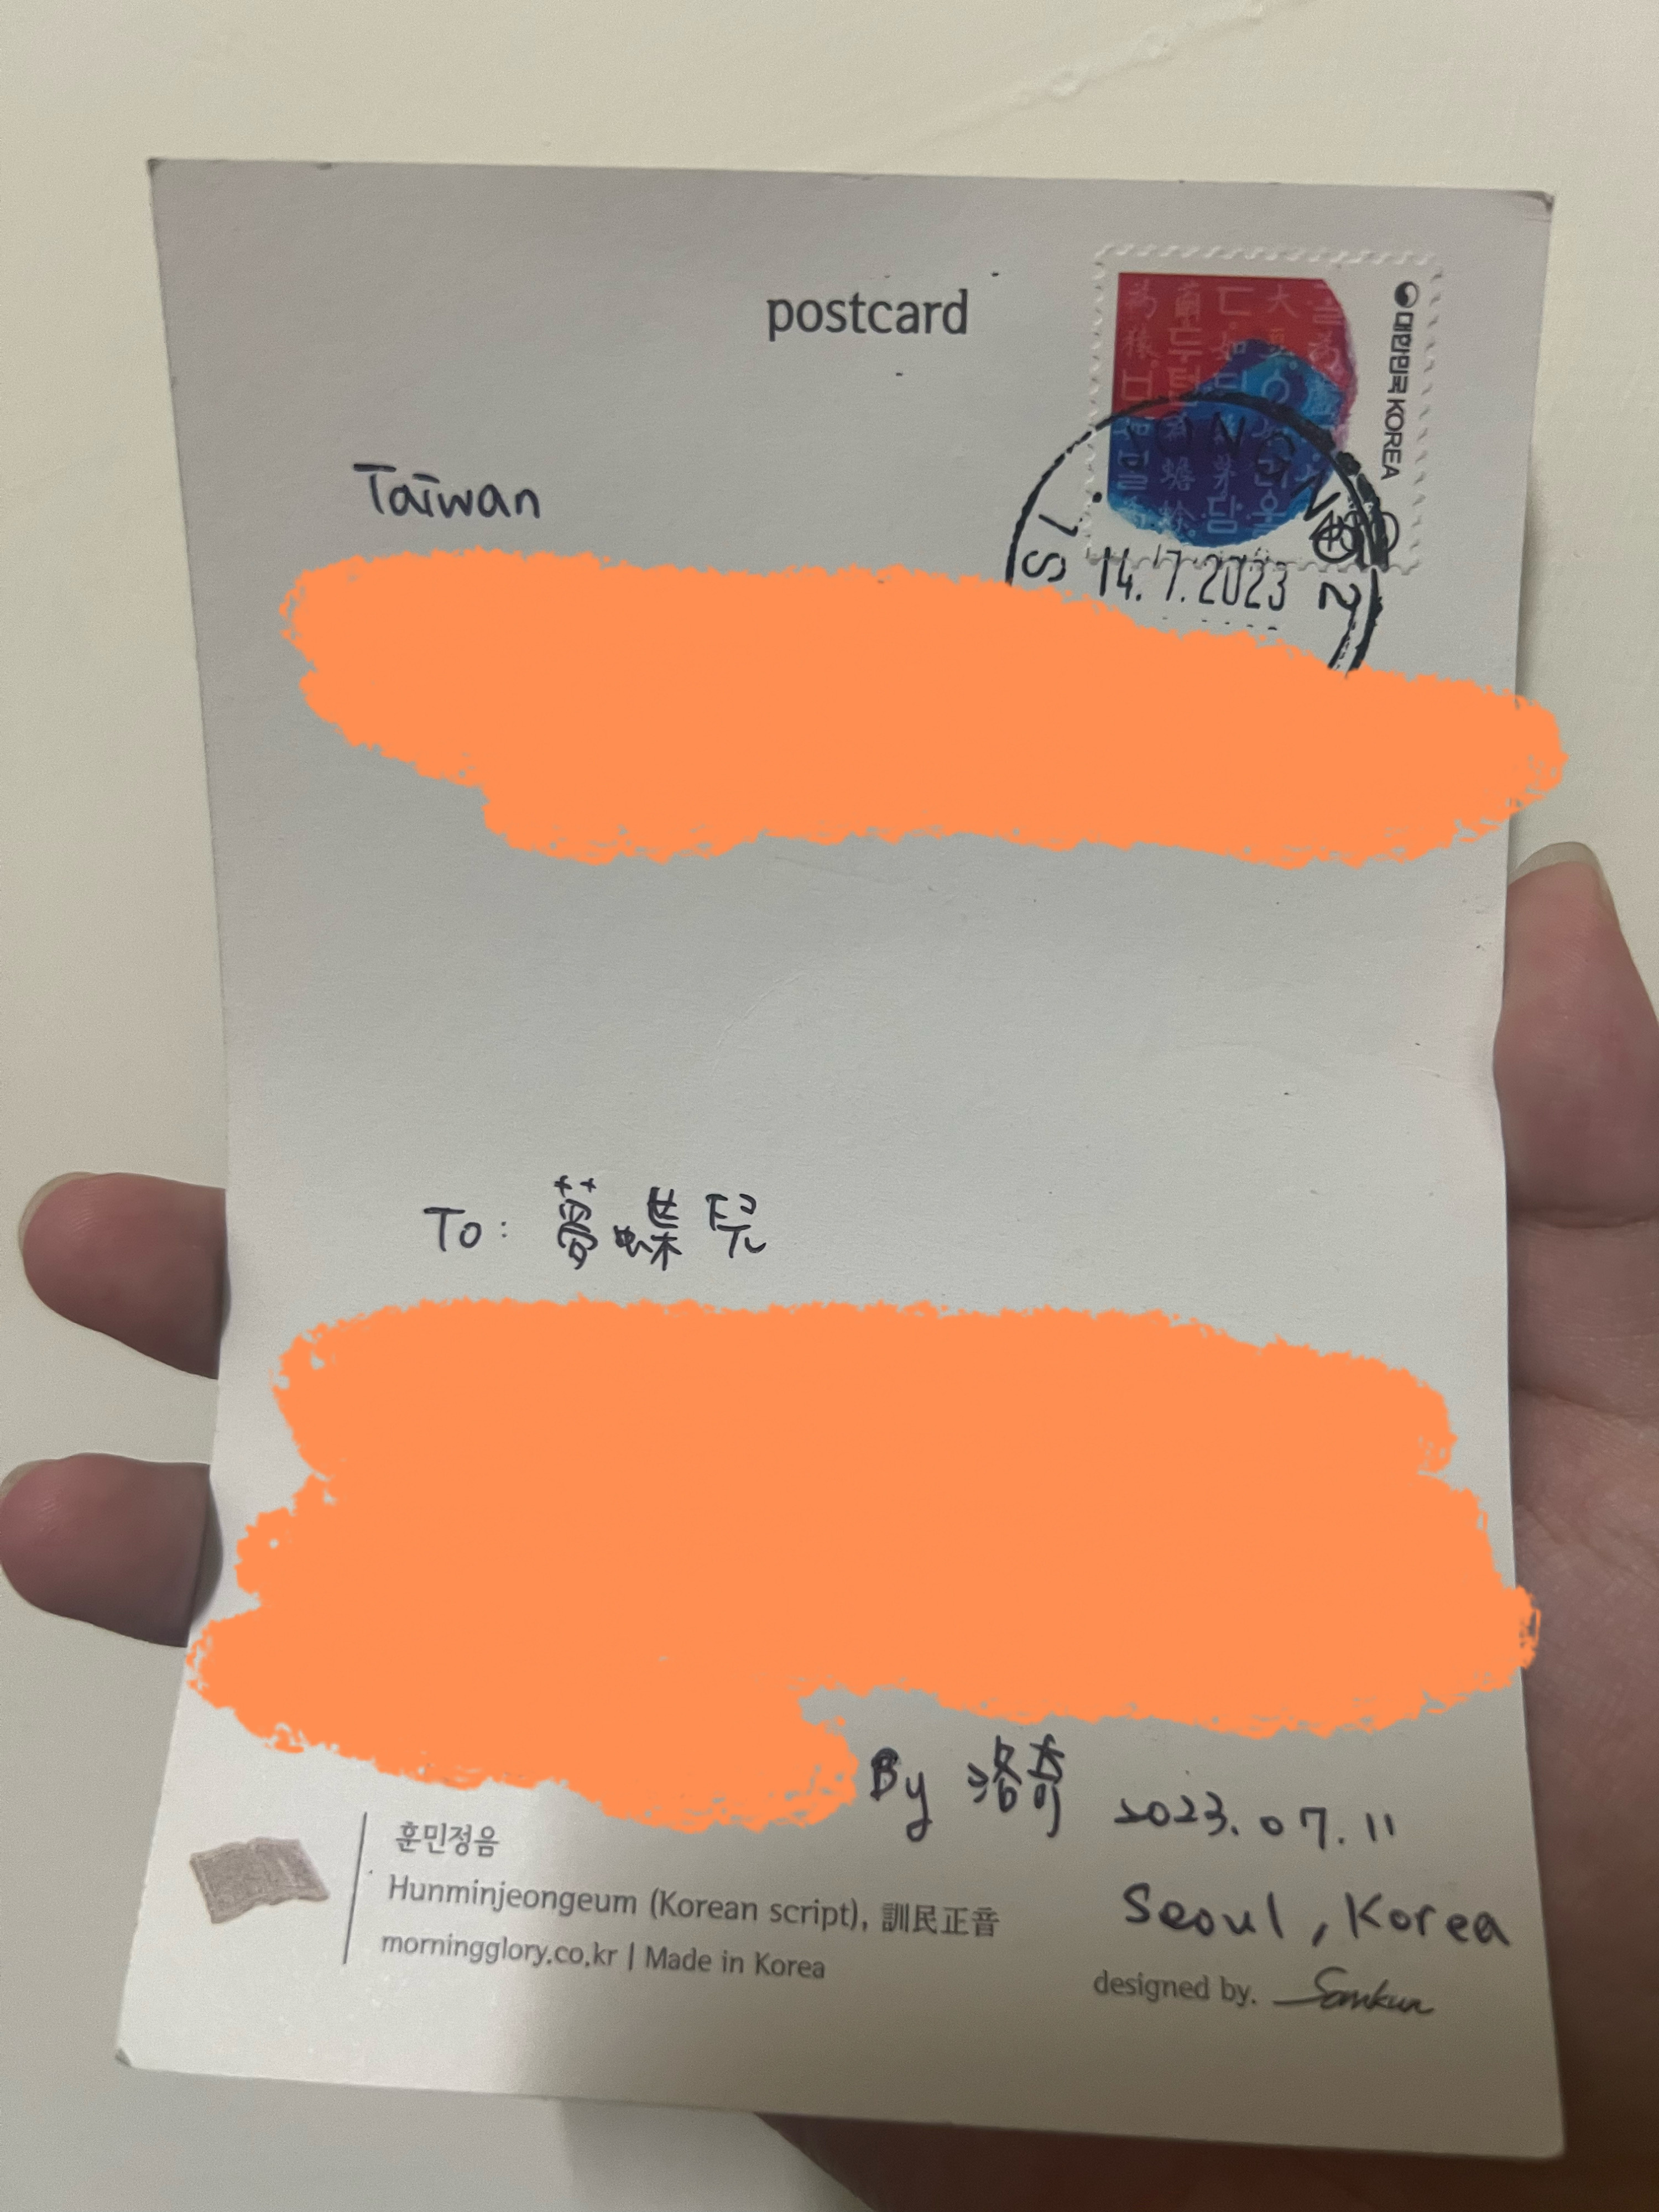 postcard
대한민국 KOREA
14.7.2023
Taiwan
To: 夢蝶兒
By 洛奇 2023.07.11
Seoul, Korea
훈민정음
Hunminjeongeum (Korean script), 訓民正音
morningglory.co.kr | Made in Korea
designed by.